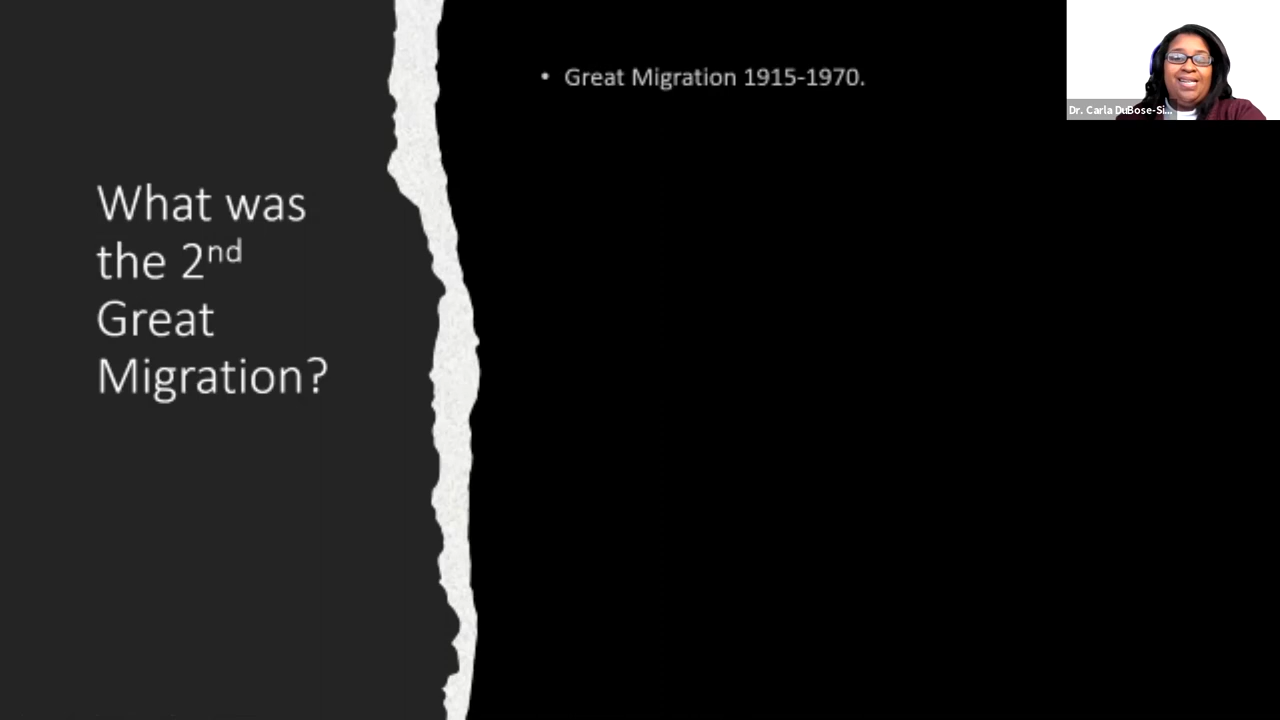 What was
the 2nd
Great
Migration?
• Great Migration 1915-1970.
Dr. Carla DuBose-Si...